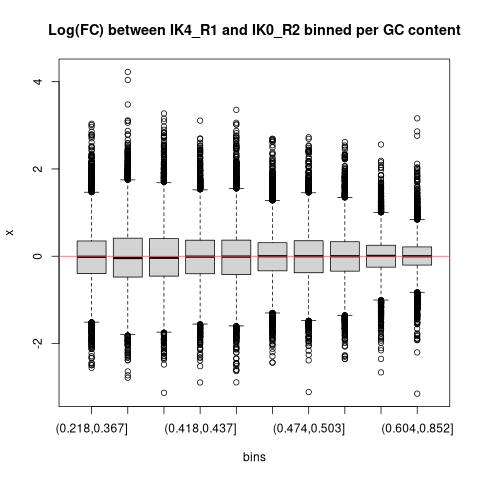 Log(FC) between IK4_R1 and IK0_R2 binned per GC content
4
2
0
-2
x
(0.218,0.367]
(0.418,0.437]
(0.474,0.503]
(0.604,0.852]
bins